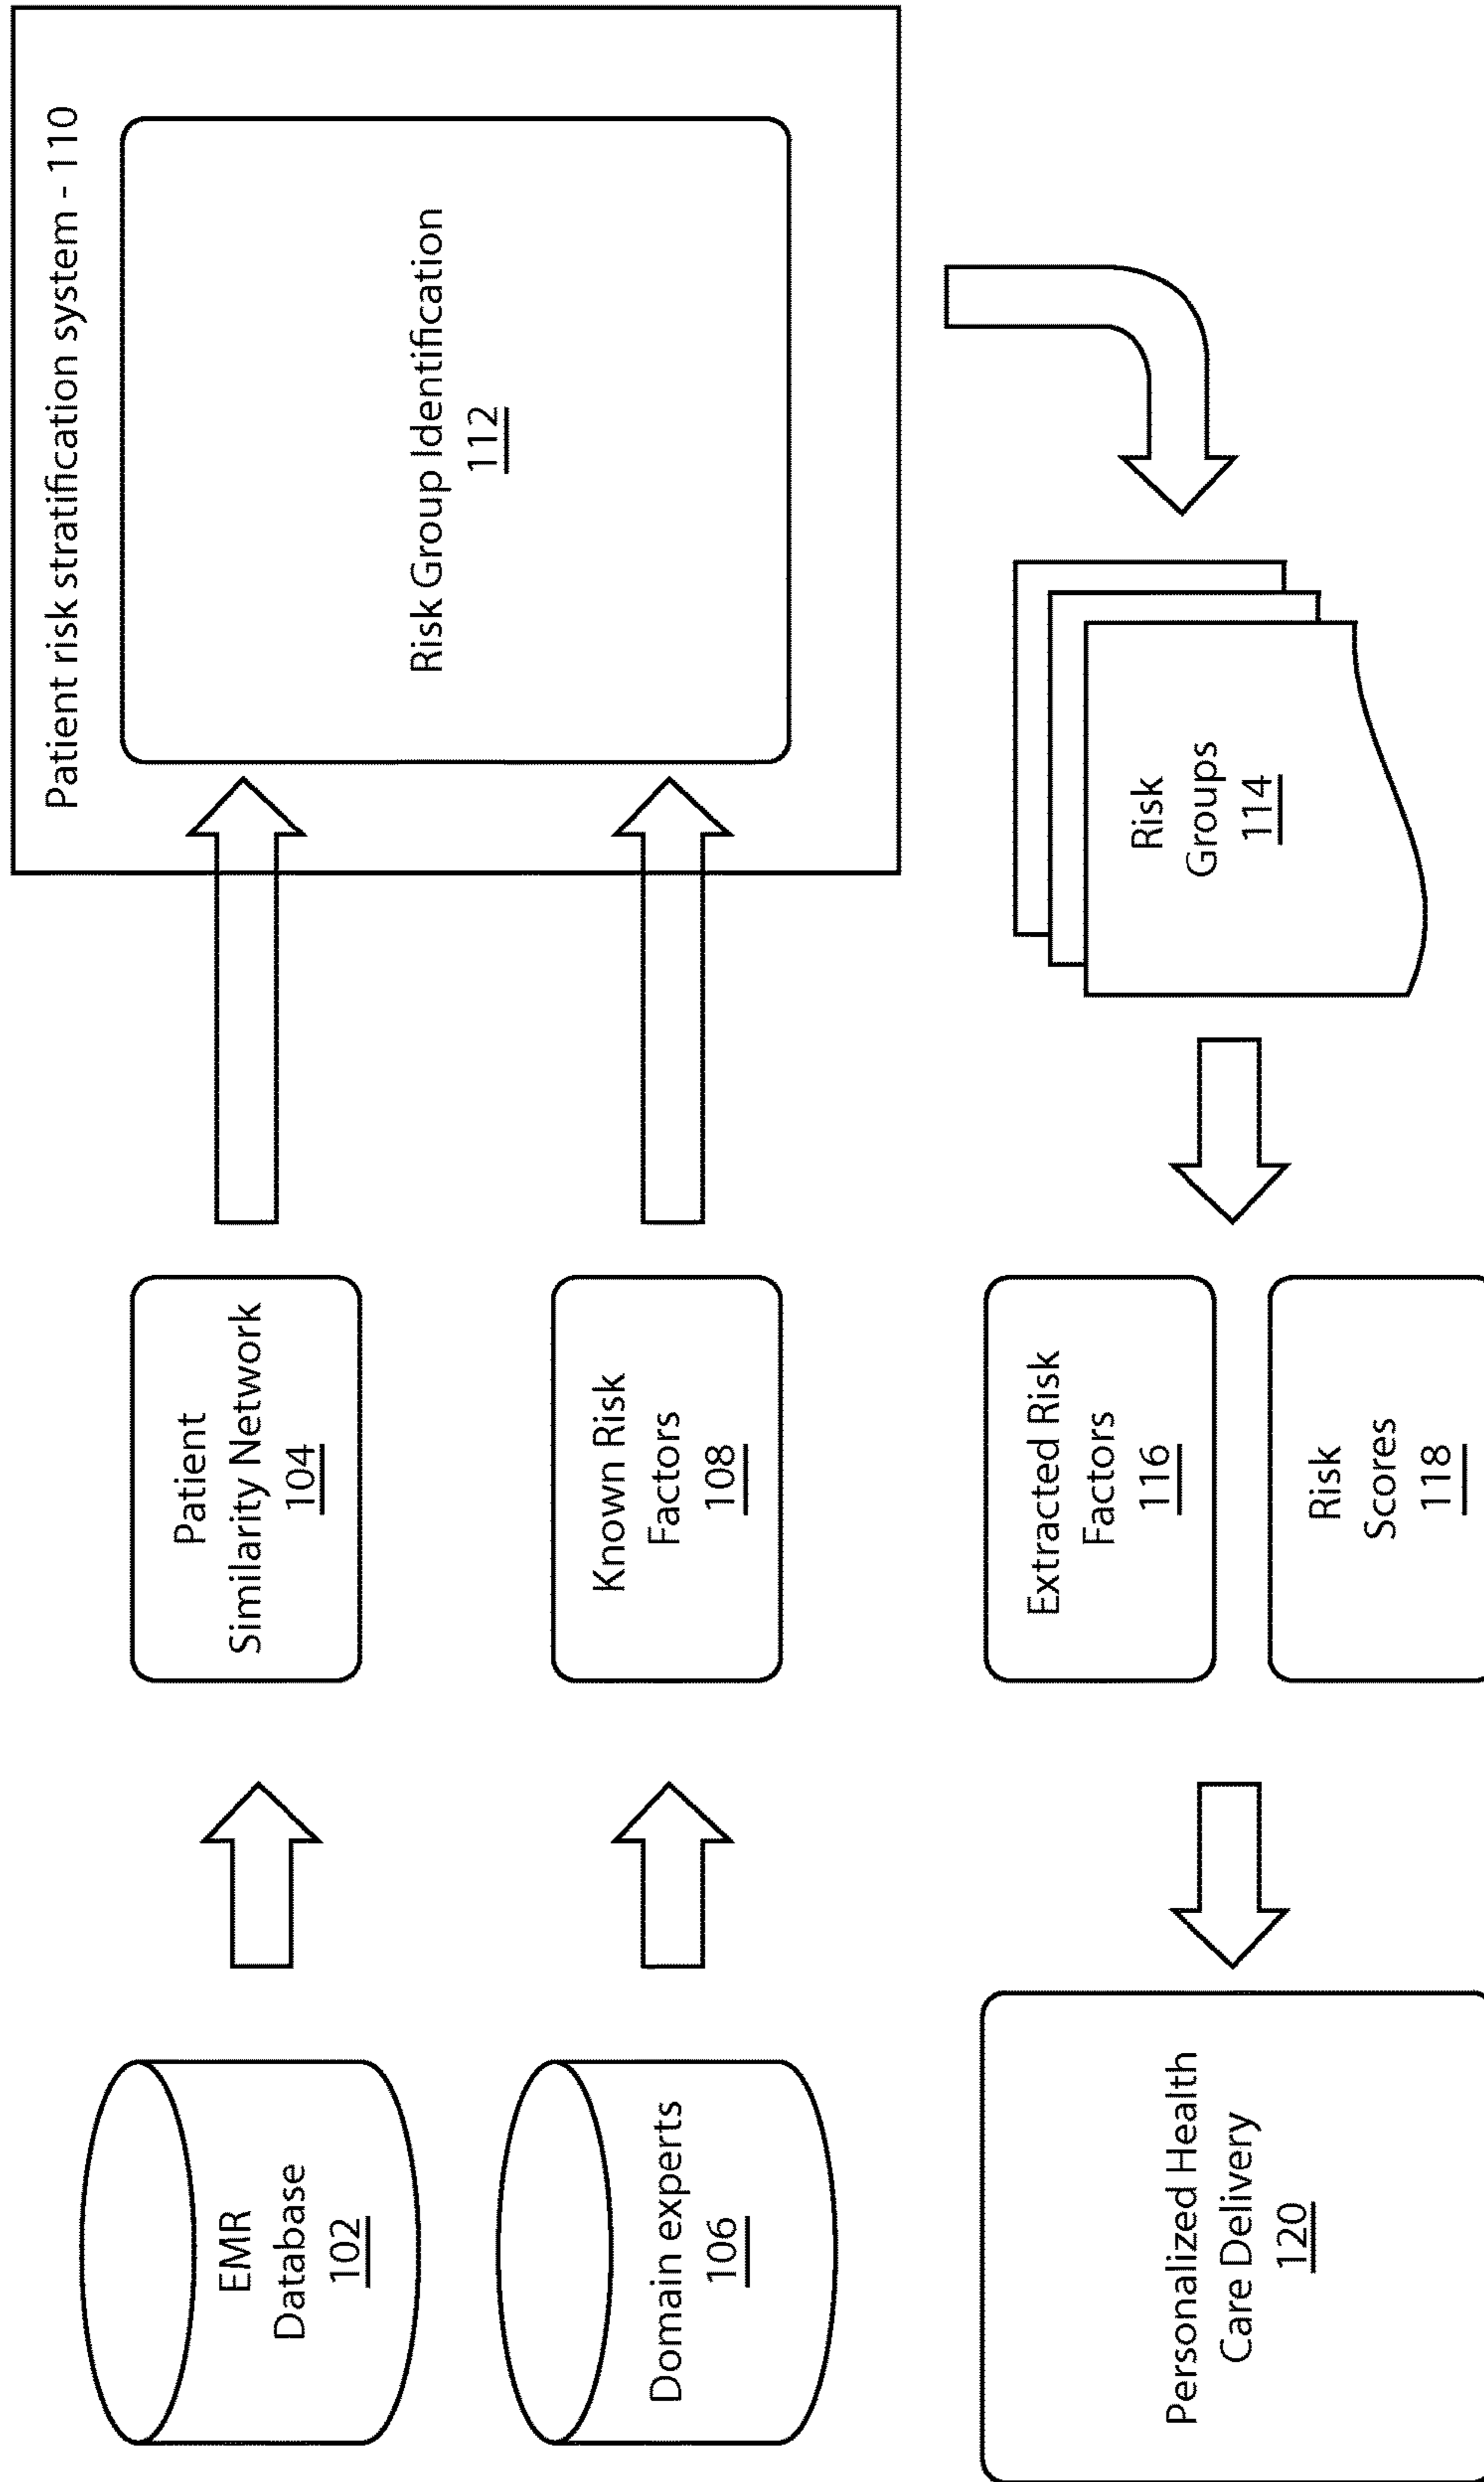 Patient risk stratification system - 110
EMR
Database
102
Patient
Similarity Network
104
Risk Group Identification
112
Domain experts
106
Known Risk
Factors
108
Personalized Health
Care Delivery
120
Extracted Risk
Factors
116
Risk
Scores
118
Risk
Groups
114